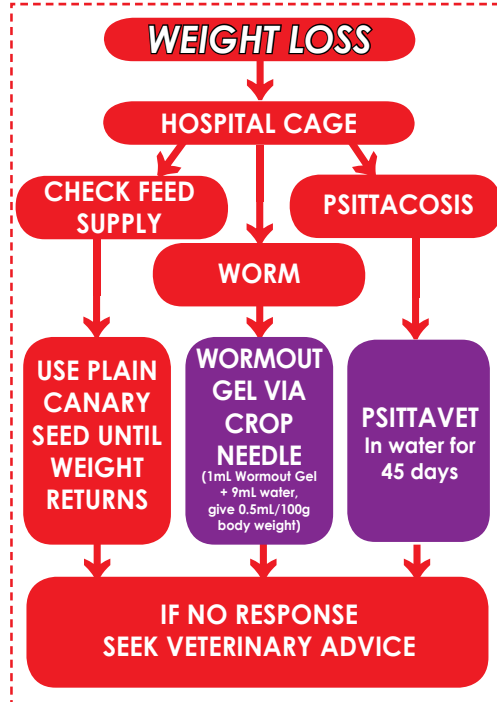 WEIGHT LOSS
HOSPITAL CAGE
CHECK FEED
SUPPLY
PSITTACOSIS
WORM
USE PLAIN
CANARY
SEED UNTIL
WEIGHT
RETURNS
WORMOUT
GEL VIA
CROP
NEEDLE
(1mL Wormout Gel
+ 9mL water,
give 0.5mL/100g
body weight)
PSITTAVET
In water for
45 days
IF NO RESPONSE
SEEK VETERINARY ADVICE